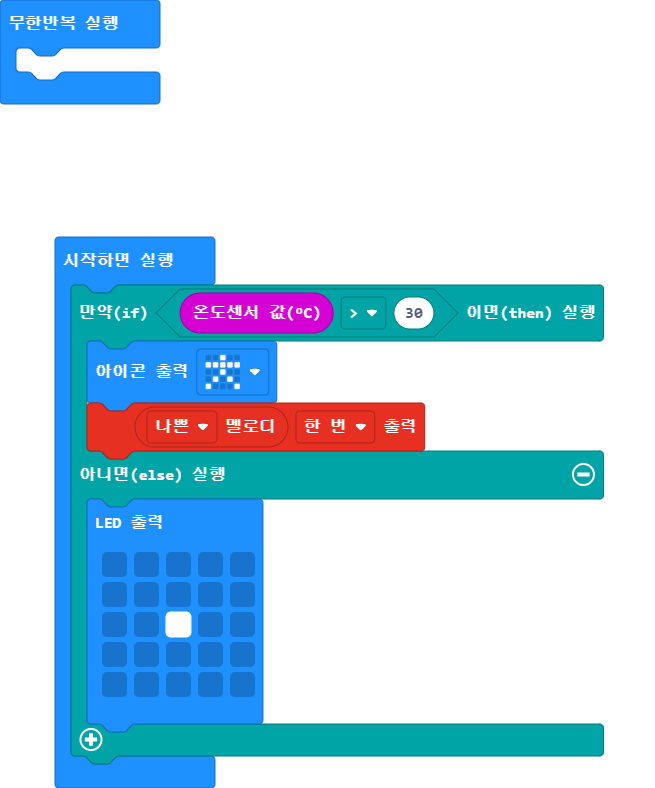 무한반복 실행
시작하면 실행
만약(if) 온도센서 값(ºC) > 30 이면(then) 실행
아이콘 출력
나쁜 멜로디 한 번 출력
아니면(else) 실행
LED 출력